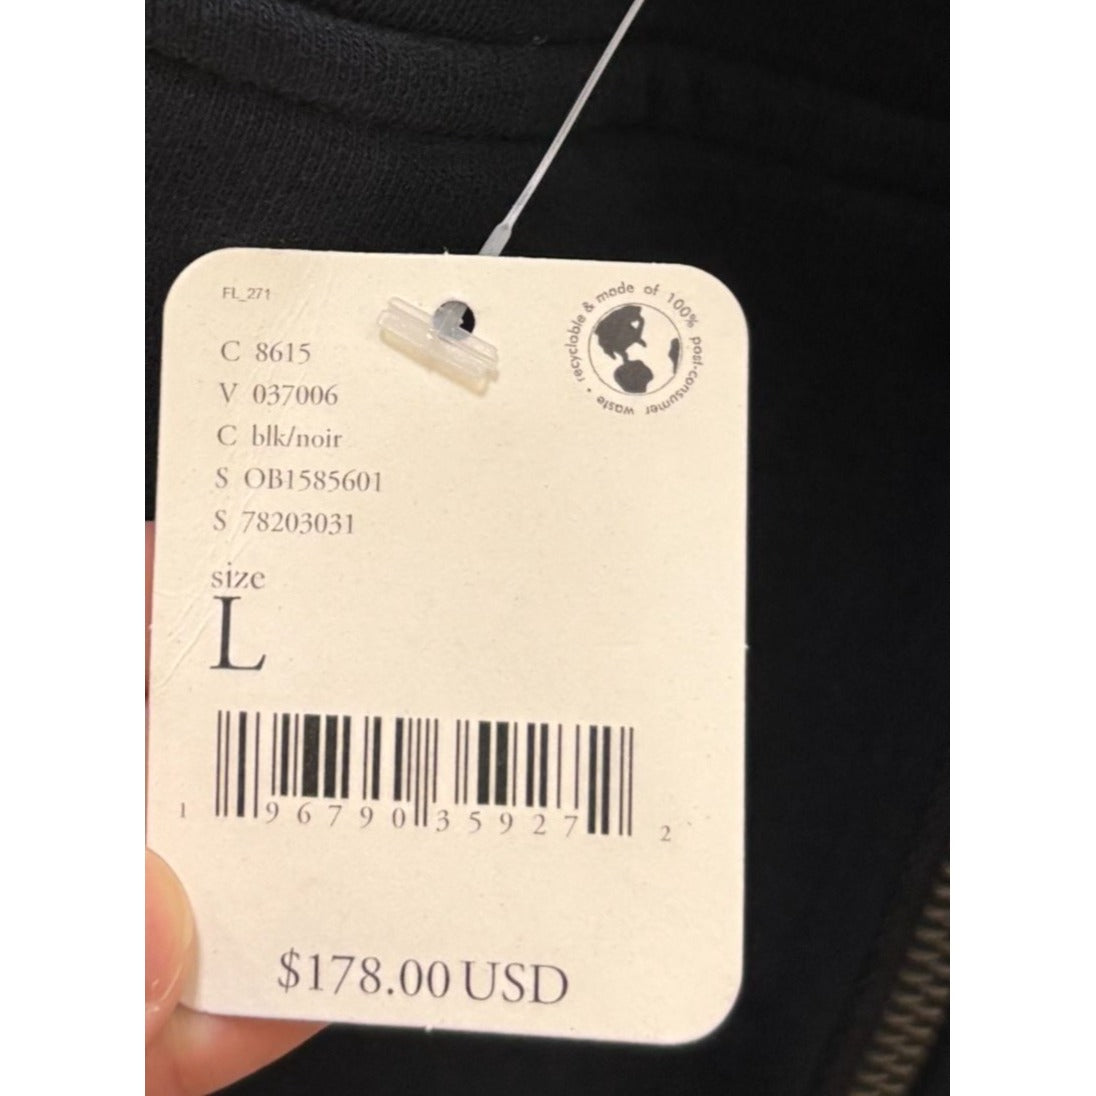 FL_271
recyclable & made of 100% post-consumer waste •
C 8615
V 037006
C blk/noir
S OB1585601
S 78203031
size
L
1 96790 35927 2
$178.00 USD